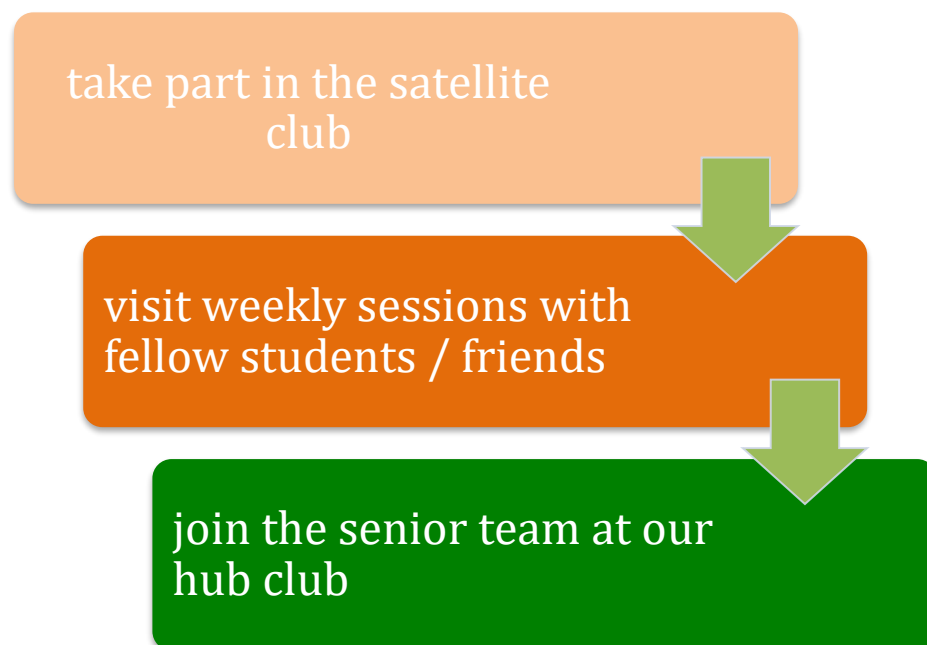 take part in the satellite
club
visit weekly sessions with
fellow students / friends
join the senior team at our
hub club